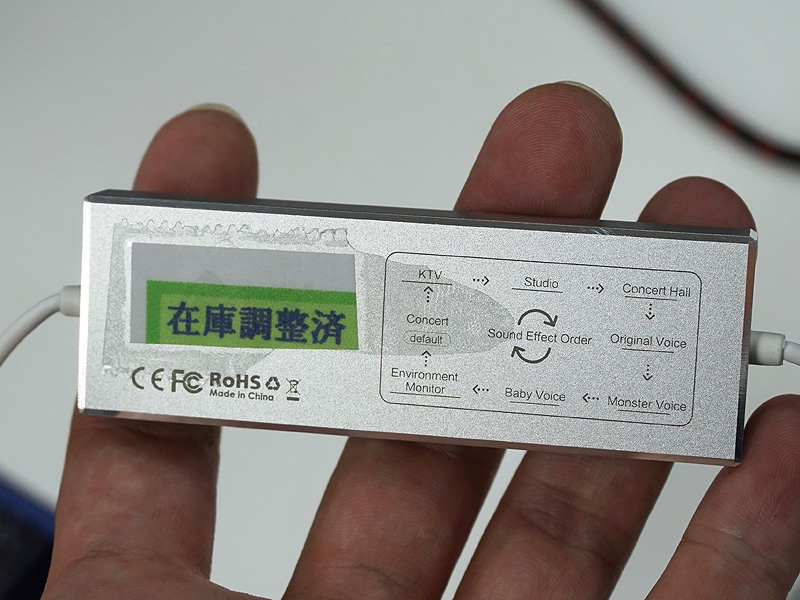 在庫調整済
CE FC RoHS
Made in China
KTV
Studio
Concert Hall
Concert
default
Sound Effect Order
Original Voice
Environment
Monitor
Baby Voice
Monster Voice